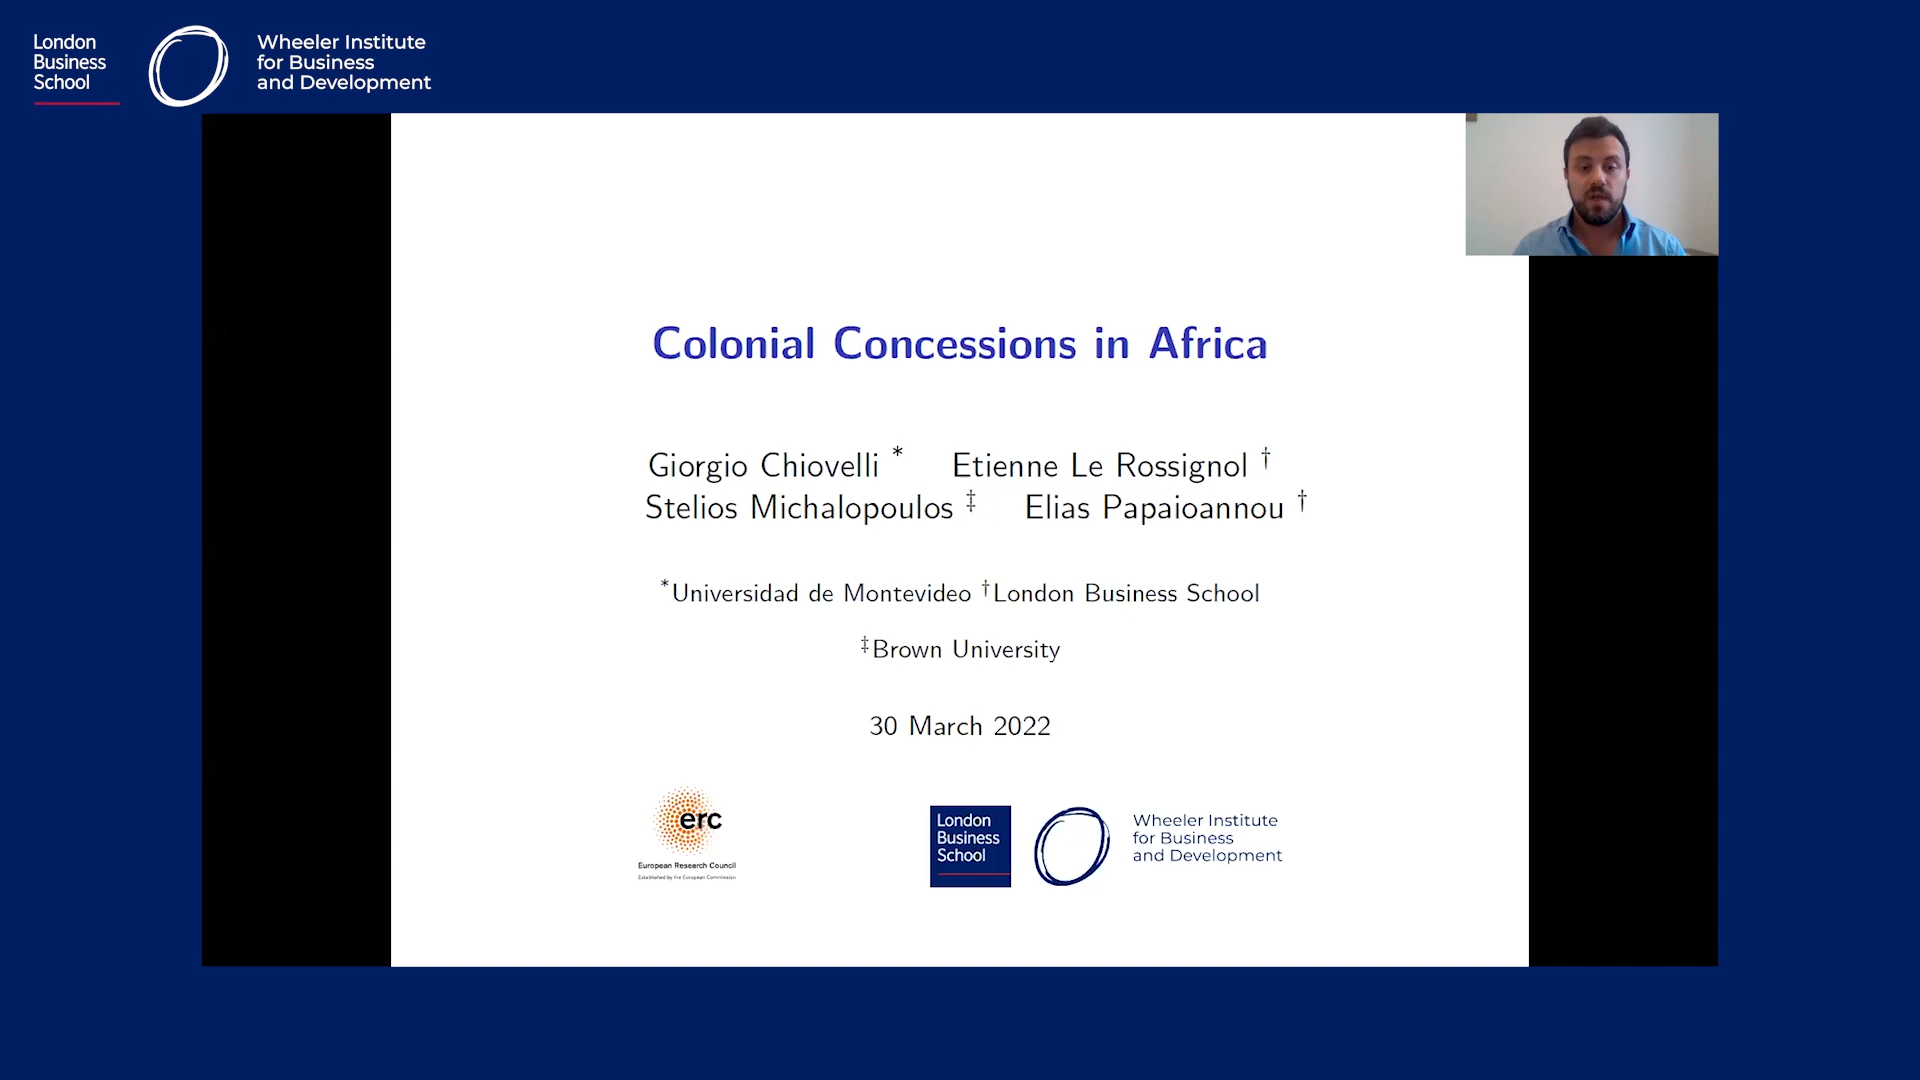 London
Business
School
Wheeler Institute
for Business
and Development
Colonial Concessions in Africa
Giorgio Chiovelli * Etienne Le Rossignol †
Stelios Michalopoulos ‡ Elias Papaioannou †
*Universidad de Montevideo †London Business School
‡Brown University
30 March 2022
erc
European Research Council
Established by the European Commission
London
Business
School
Wheeler Institute
for Business
and Development